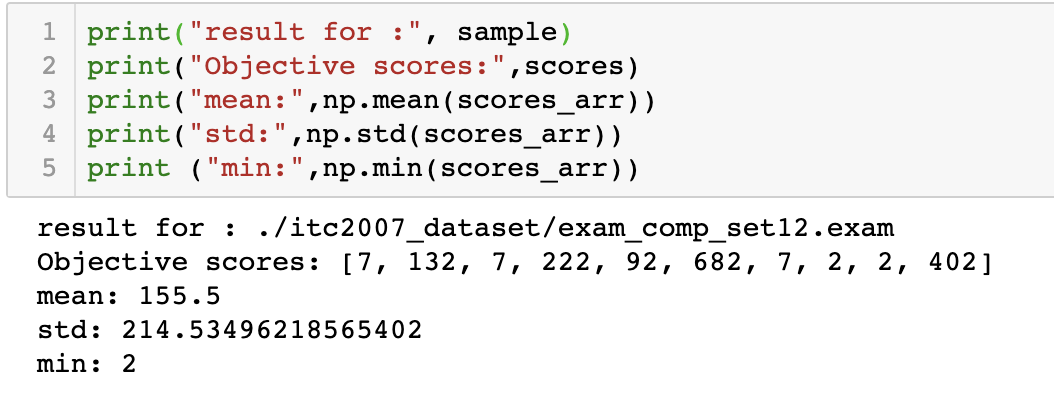 1 print("result for :", sample)
2 print("Objective scores:",scores)
3 print("mean:",np.mean(scores_arr))
4 print("std:",np.std(scores_arr))
5 print ("min:",np.min(scores_arr))
result for : ./itc2007_dataset/exam_comp_set12.exam
Objective scores: [7, 132, 7, 222, 92, 682, 7, 2, 2, 402]
mean: 155.5
std: 214.53496218565402
min: 2